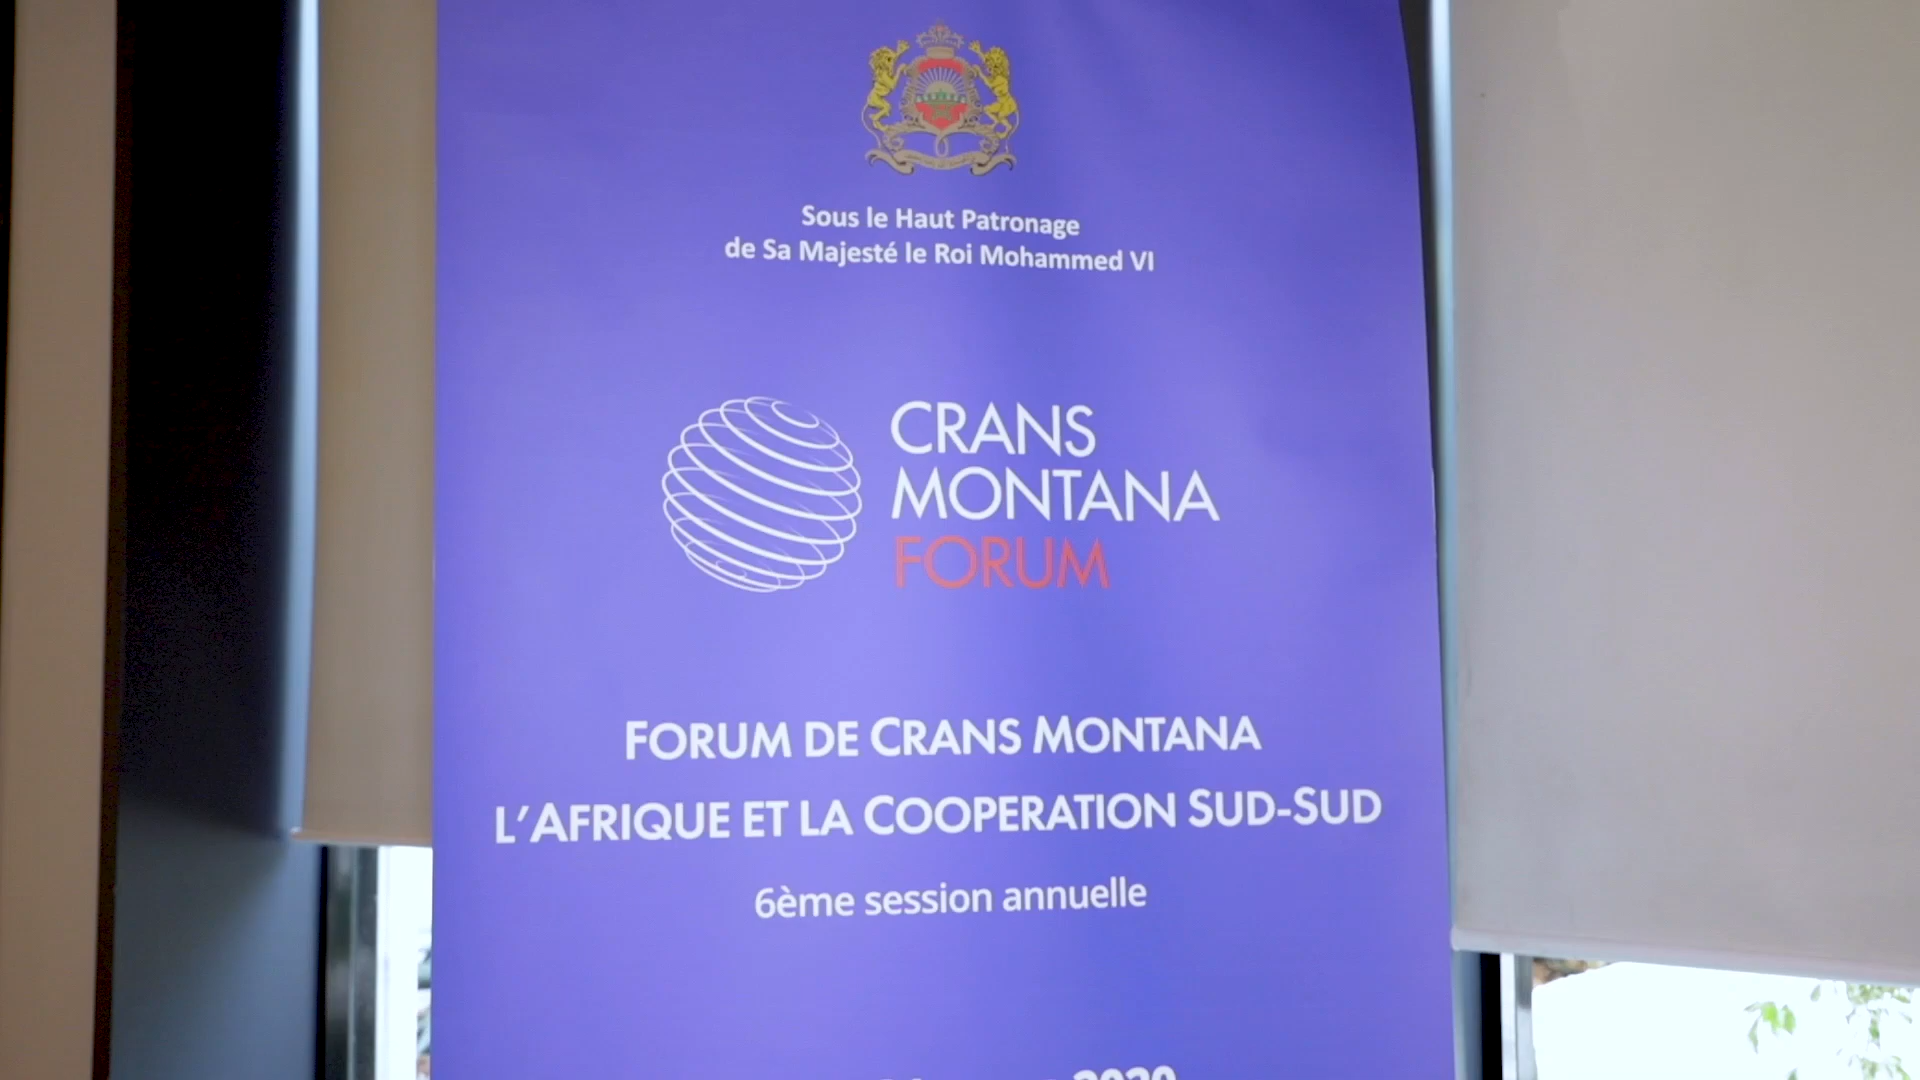 Sous le Haut Patronage
de Sa Majesté le Roi Mohammed VI
CRANS
MONTANA
FORUM
FORUM DE CRANS MONTANA
L'AFRIQUE ET LA COOPERATION SUD-SUD
6ème session annuelle
2020